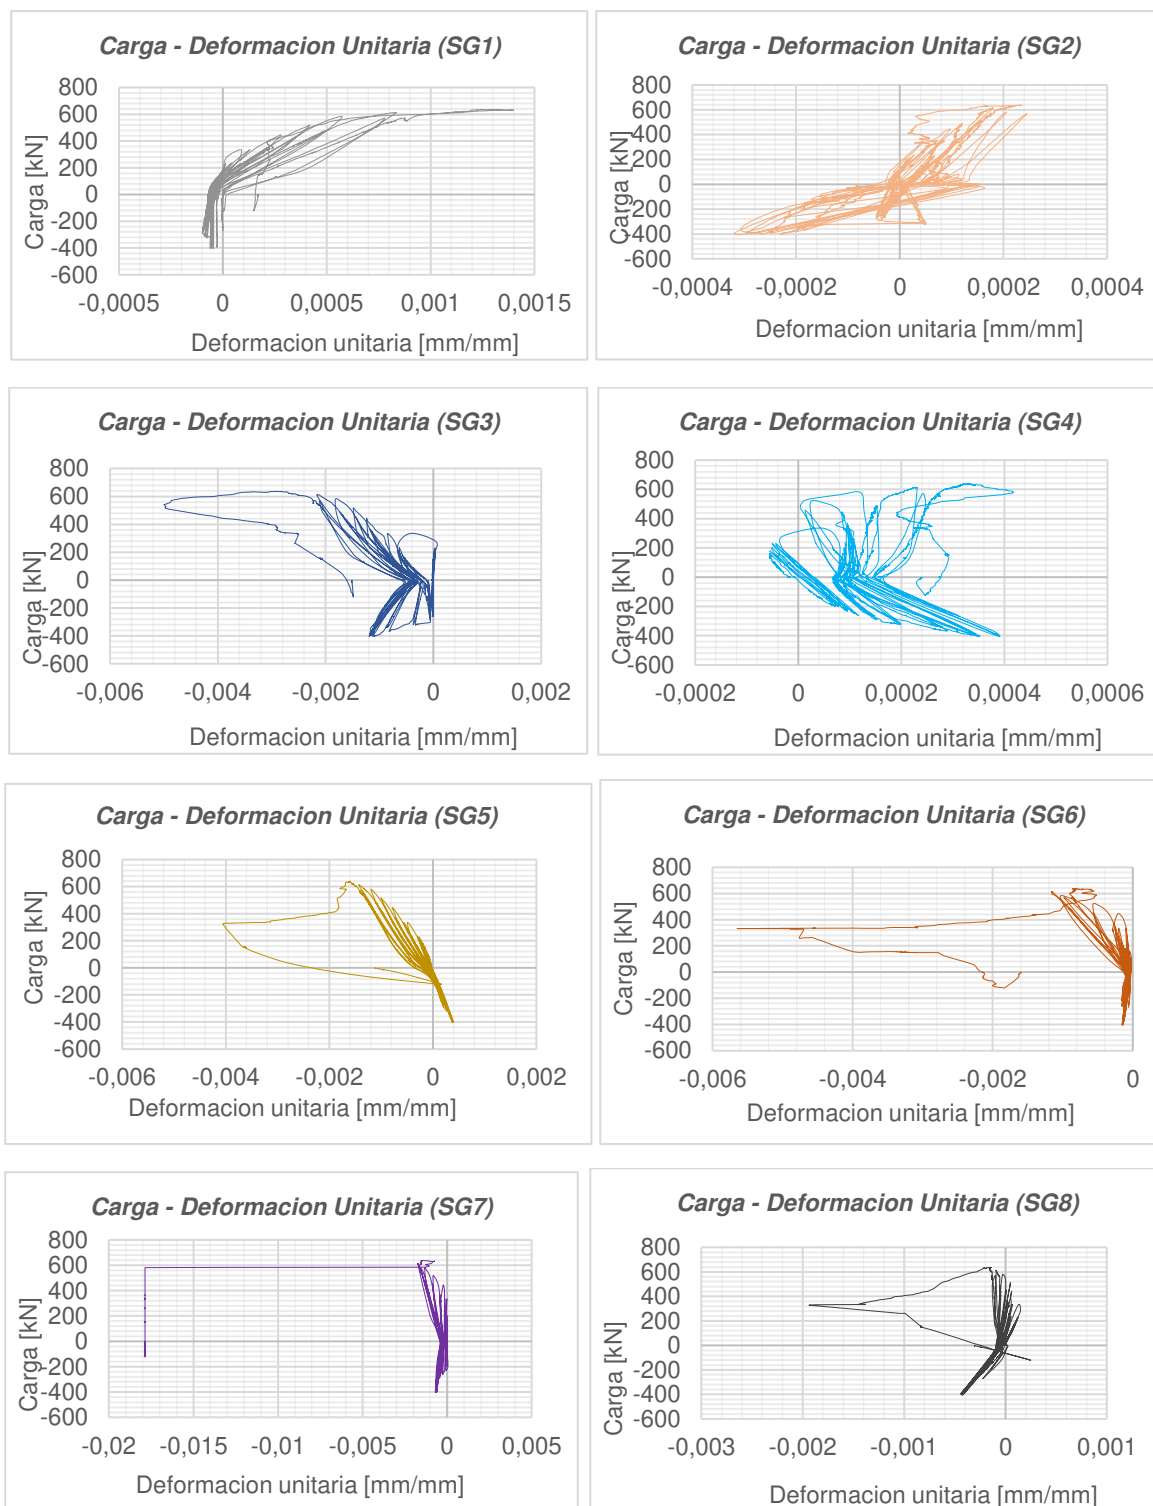 Carga - Deformacion Unitaria (SG1)
800
600
400
200
0
-200
-400
-600
Carga [kN]
-0,0005 0 0,0005 0,001 0,0015
Deformacion unitaria [mm/mm]
Carga - Deformacion Unitaria (SG2)
800
600
400
200
0
-200
-400
-600
Carga [kN]
-0,0004 -0,0002 0 0,0002 0,0004
Deformacion unitaria [mm/mm]
Carga - Deformacion Unitaria (SG3)
800
600
400
200
0
-200
-400
-600
Carga [kN]
-0,006 -0,004 -0,002 0 0,002
Deformacion unitaria [mm/mm]
Carga - Deformacion Unitaria (SG4)
800
600
400
200
0
-200
-400
-600
Carga [kN]
-0,0002 0 0,0002 0,0004 0,0006
Deformacion unitaria [mm/mm]
Carga - Deformacion Unitaria (SG5)
800
600
400
200
0
-200
-400
-600
Carga [kN]
-0,006 -0,004 -0,002 0 0,002
Deformacion unitaria [mm/mm]
Carga - Deformacion Unitaria (SG6)
800
600
400
200
0
-200
-400
-600
Carga [kN]
-0,006 -0,004 -0,002 0
Deformacion unitaria [mm/mm]
Carga - Deformacion Unitaria (SG7)
800
600
400
200
0
-200
-400
-600
Carga [kN]
-0,02 -0,015 -0,01 -0,005 0 0,005
Deformacion unitaria [mm/mm]
Carga - Deformacion Unitaria (SG8)
800
600
400
200
0
-200
-400
-600
Carga [kN]
-0,003 -0,002 -0,001 0 0,001
Deformacion unitaria [mm/mm]